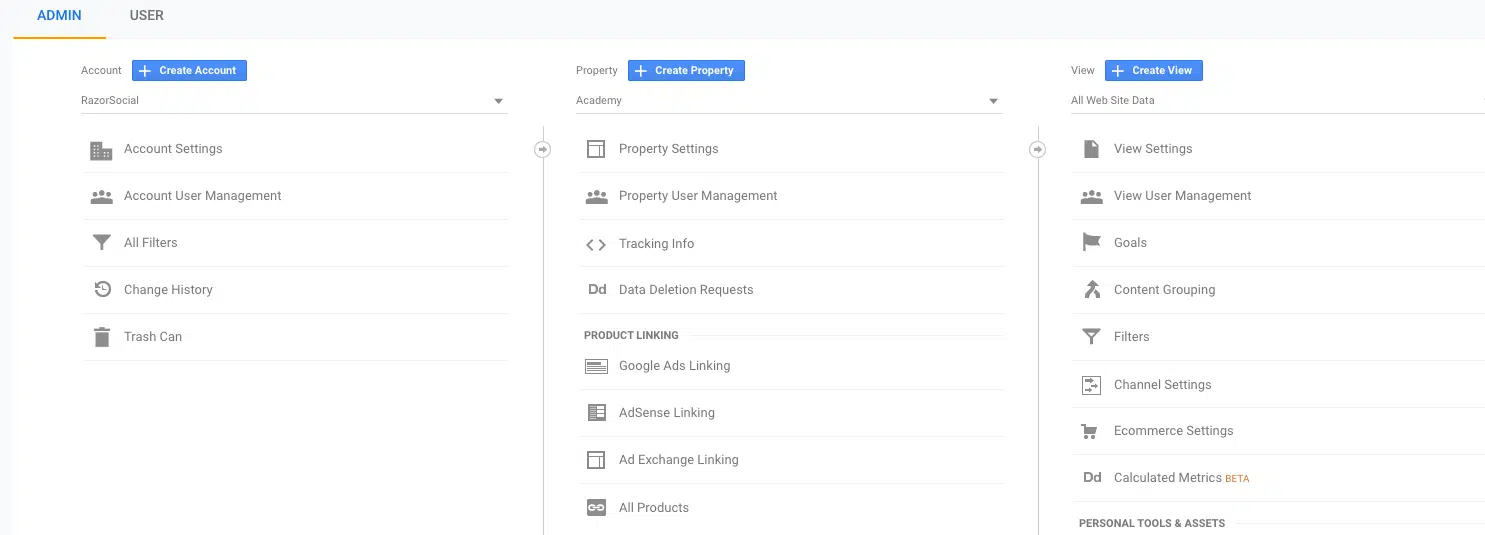 ADMIN
USER
Account
Create Account
RazorSocial
Account Settings
Account User Management
All Filters
Change History
Trash Can
Property
Create Property
Academy
Property Settings
Property User Management
Tracking Info
Dd Data Deletion Requests
PRODUCT LINKING
Google Ads Linking
AdSense Linking
Ad Exchange Linking
All Products
View
Create View
All Web Site Data
View Settings
View User Management
Goals
Content Grouping
Filters
Channel Settings
Ecommerce Settings
Dd Calculated Metrics BETA
PERSONAL TOOLS & ASSETS